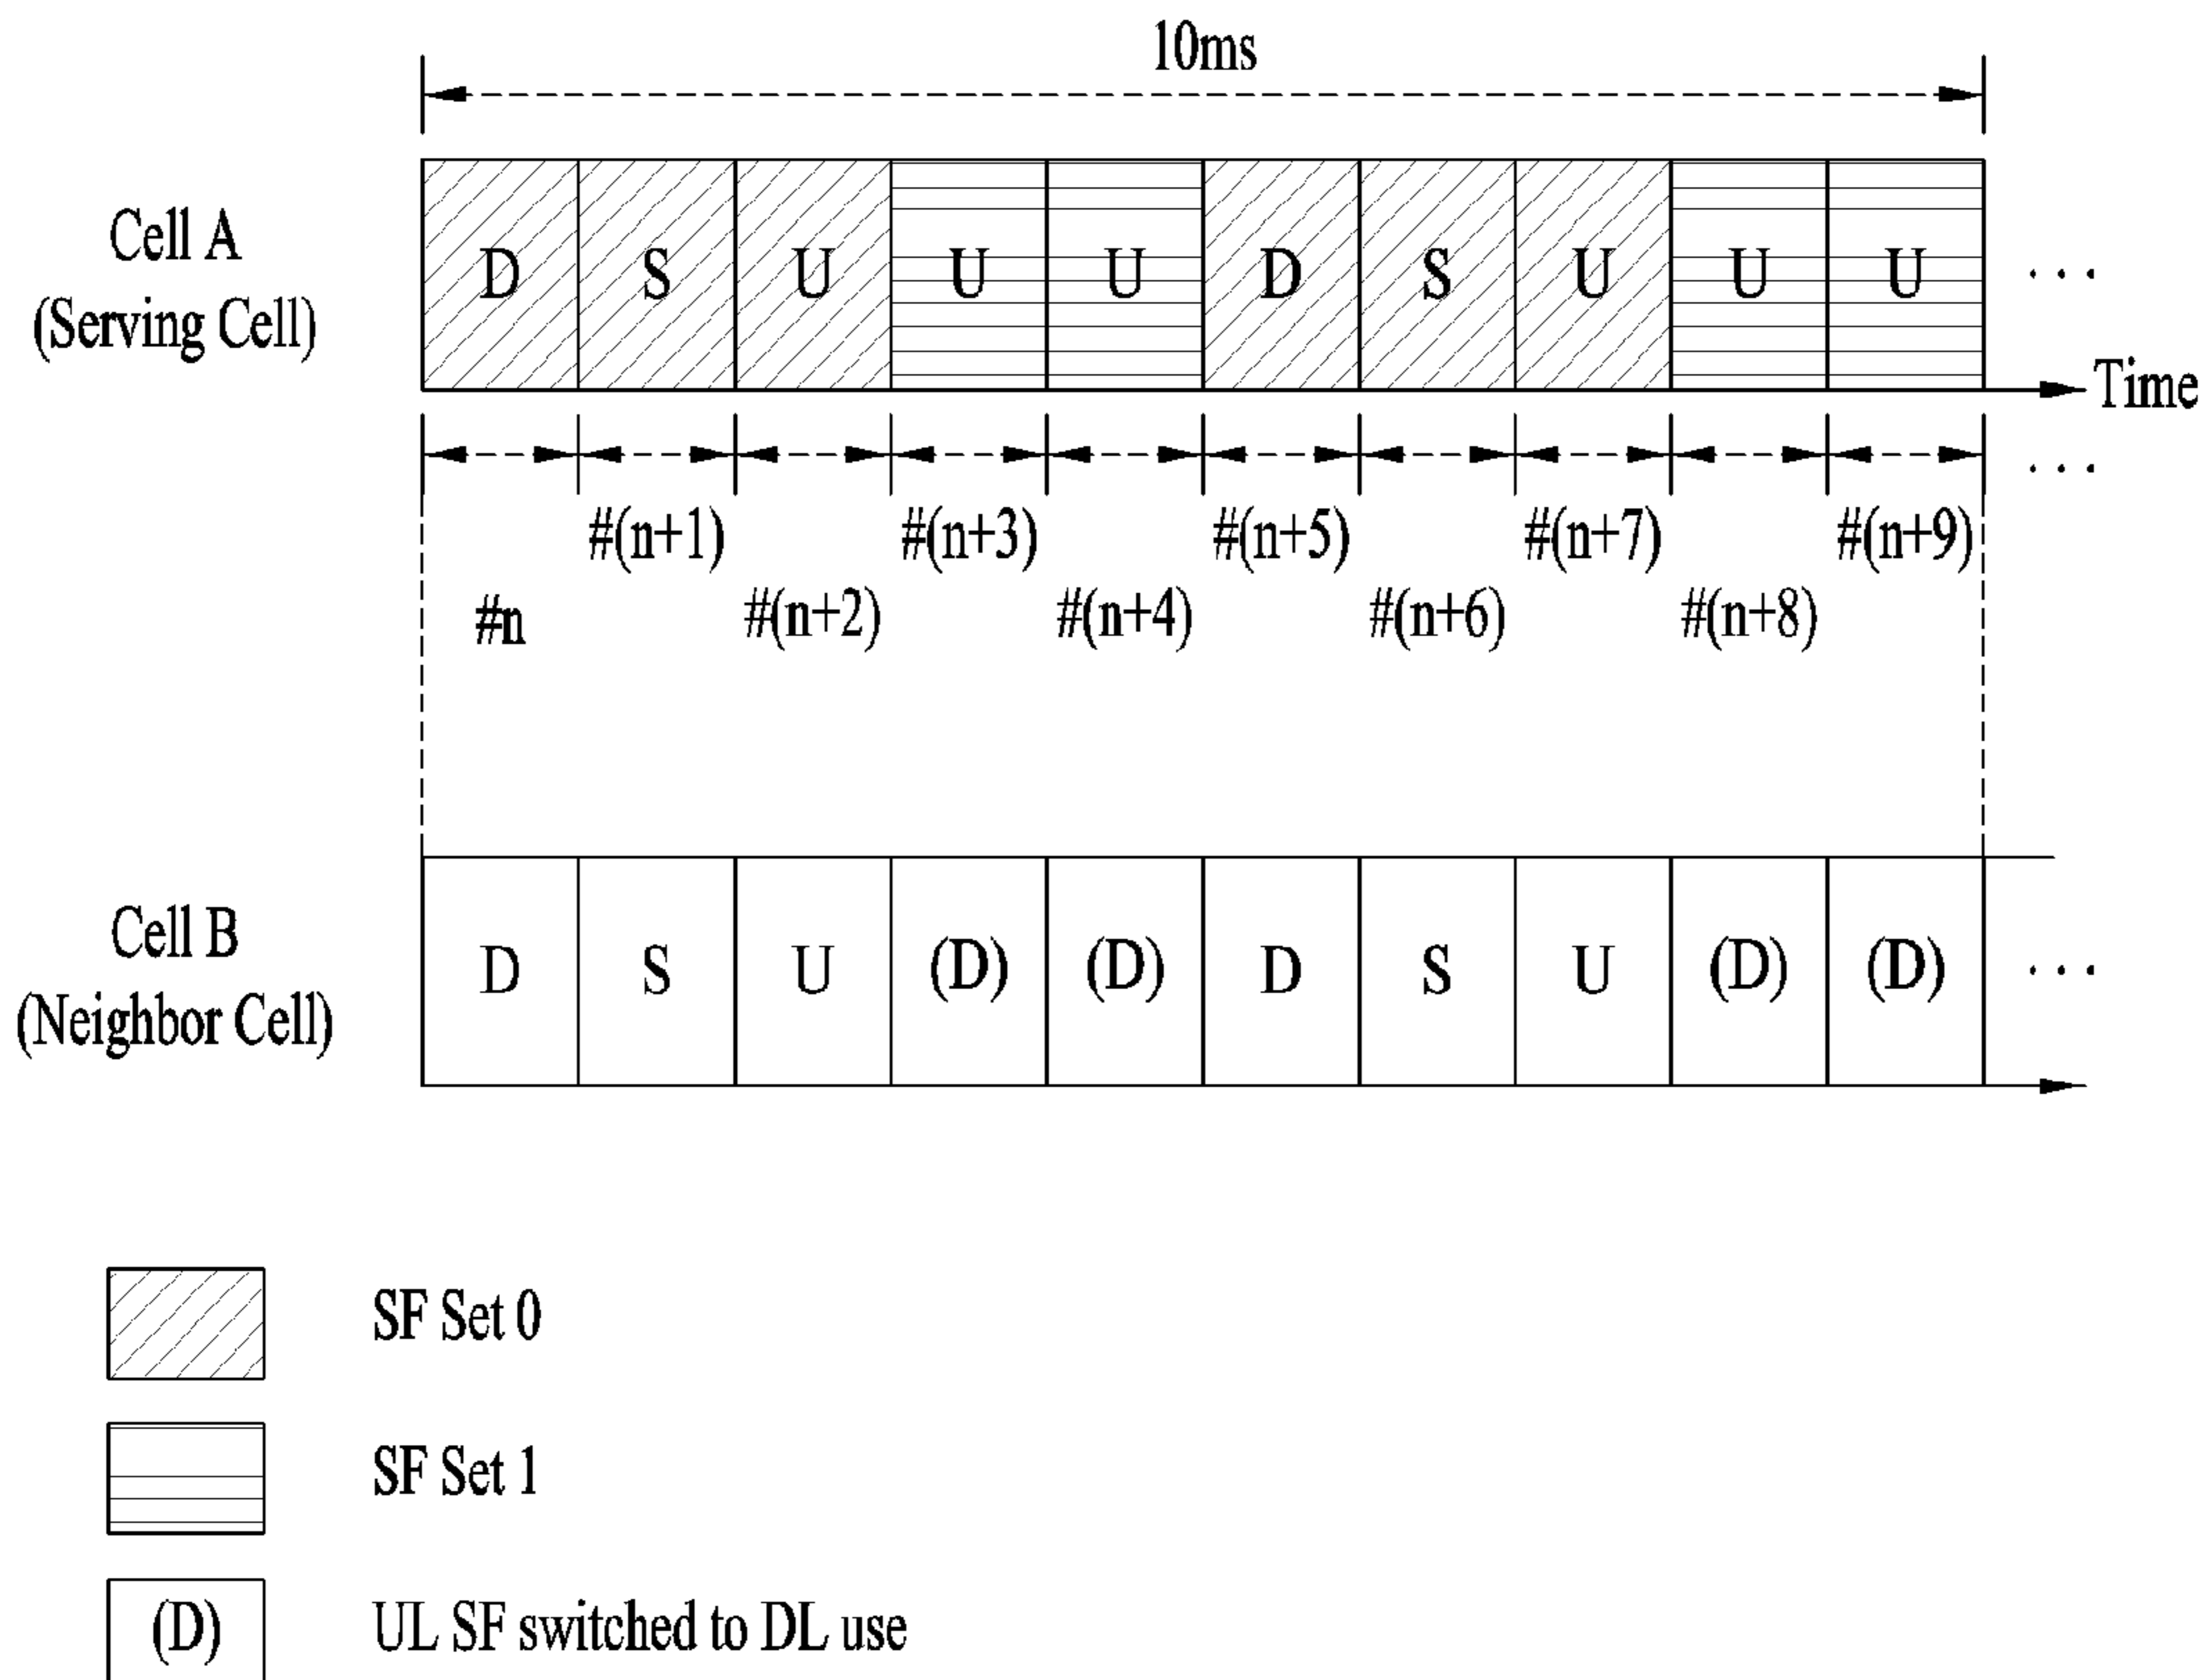 10ms
Cell A
(Serving Cell)
D S U U U D S U U U ...
Time
...
#(n+1) #(n+3) #(n+5) #(n+7) #(n+9)
#n #(n+2) #(n+4) #(n+6) #(n+8)
Cell B
(Neighbor Cell)
D S U (D) (D) D S U (D) (D) ...
SF Set 0
SF Set 1
(D) UL SF switched to DL use